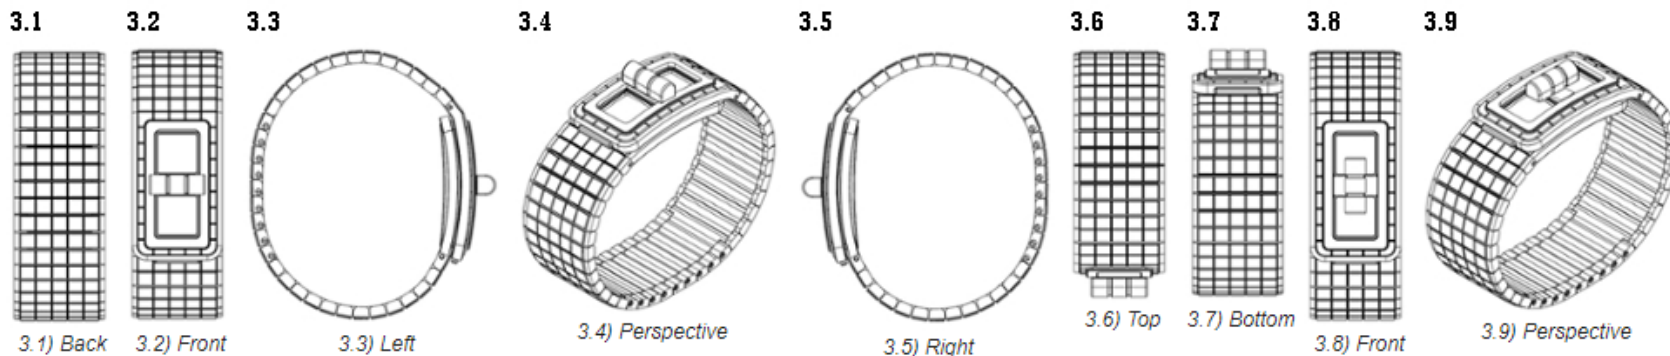 3.1 3.2 3.3 3.4 3.5 3.6 3.7 3.8 3.9
3.1) Back 3.2) Front 3.3) Left 3.4) Perspective 3.5) Right 3.6) Top 3.7) Bottom 3.8) Front 3.9) Perspective